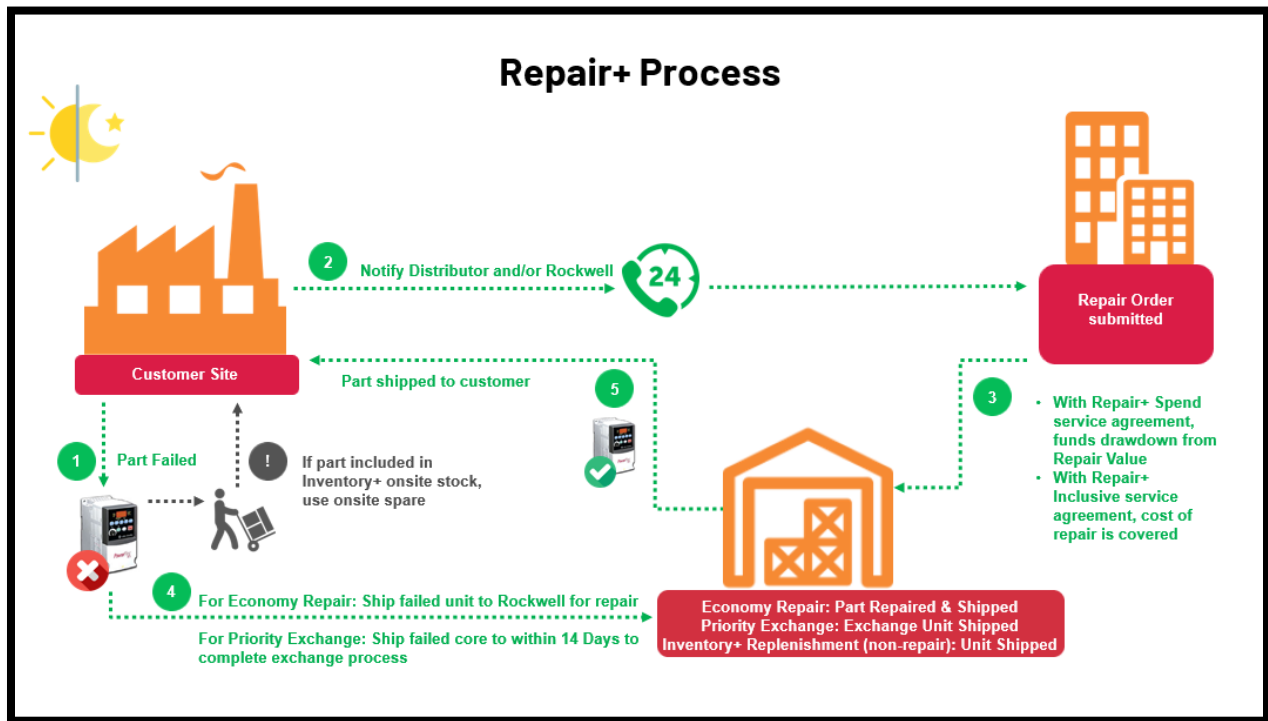 Repair+ Process
2
Notify Distributor and/or Rockwell
24
Repair Order
submitted
Customer Site
Part shipped to customer
5
3
• With Repair+ Spend
service agreement,
funds drawdown from
Repair Value
• With Repair+
Inclusive service
agreement, cost of
repair is covered
1
Part Failed
!
If part included in
Inventory+ onsite stock,
use onsite spare
4
For Economy Repair: Ship failed unit to Rockwell for repair
For Priority Exchange: Ship failed core to within 14 Days to
complete exchange process
Economy Repair: Part Repaired & Shipped
Priority Exchange: Exchange Unit Shipped
Inventory+ Replenishment (non-repair): Unit Shipped